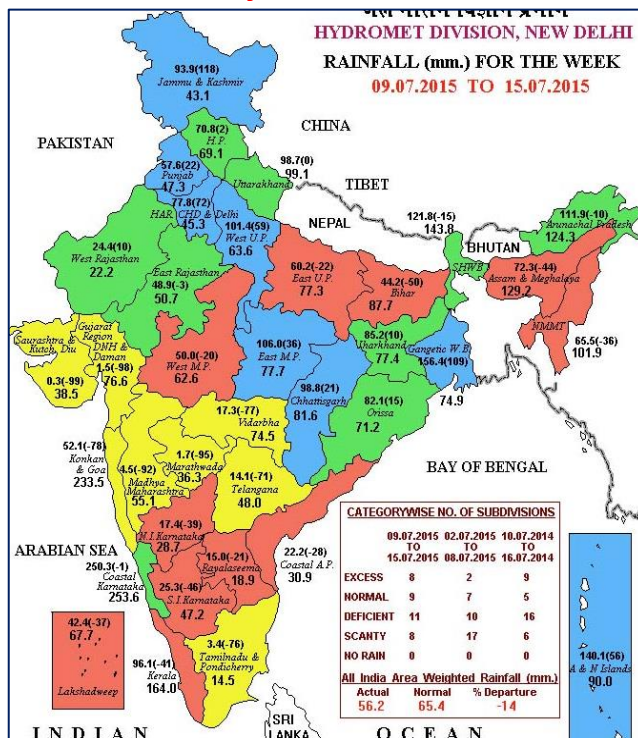 HYDROMET DIVISION, NEW DELHI
RAINFALL (mm.) FOR THE WEEK
09.07.2015 TO 15.07.2015
93.9(118)
Jammu & Kashmir
43.1
CHINA
PAKISTAN
70.8(2)
H.P.
69.1
57.6(22)
Punjab
47.3
98.7(0)
99.1
Uttarakhand
TIBET
77.8(72)
HAR. CHD & Delhi
45.3
101.4(59)
West U.P.
63.6
NEPAL
121.8(-15)
143.8
111.9(-10)
Arunachal Pradesh
124.3
BHUTAN
SHWB
24.4(10)
West Rajasthan
22.2
East Rajasthan
48.9(-3)
50.7
60.2(-22)
East U.P.
77.3
44.2(-50)
Bihar
87.7
72.3(-44)
Assam & Meghalaya
129.2
NMMT
65.5(-36)
101.9
Saurashtra &
Kutch, Diu
0.3(-99)
38.5
Gujarat
Region
DNH &
Daman
1.5(-98)
76.6
50.0(-20)
West M.P.
62.6
106.0(36)
East M.P.
77.7
85.2(10)
Jharkhand
77.4
Gangetic W.B.
156.4(109)
74.9
98.8(21)
Chhattisgarh
81.6
82.1(15)
Orissa
71.2
17.3(-77)
Vidarbha
74.5
52.1(-78)
Konkan
& Goa
233.5
4.5(-92)
Madhya
Maharashtra
55.1
1.7(-95)
Marathwada
36.3
14.1(-71)
Telangana
48.0
BAY OF BENGAL
17.4(-39)
N.I.Karnataka
28.7
ARABIAN SEA
250.3(-1)
Coastal
Karnataka
253.6
15.0(-21)
Rayalaseema
18.9
22.2(-28)
Coastal A.P.
30.9
25.3(-46)
S.I.Karnataka
47.2
42.4(-37)
67.7
Lakshadweep
96.1(-41)
Kerala
164.0
3.4(-76)
Tamilnadu &
Pondicherry
14.5
CATEGORYWISE NO. OF SUBDIVISIONS
09.07.2015 02.07.2015 10.07.2014
TO TO TO
15.07.2015 08.07.2015 16.07.2014
EXCESS 8 2 9
NORMAL 9 7 5
DEFICIENT 11 10 16
SCANTY 8 17 6
NO RAIN 0 0 0
All India Area Weighted Rainfall (mm.)
Actual Normal % Departure
56.2 65.4 -14
140.1(56)
A & N Islands
90.0
SRI
LANKA
INDIAN OCEAN